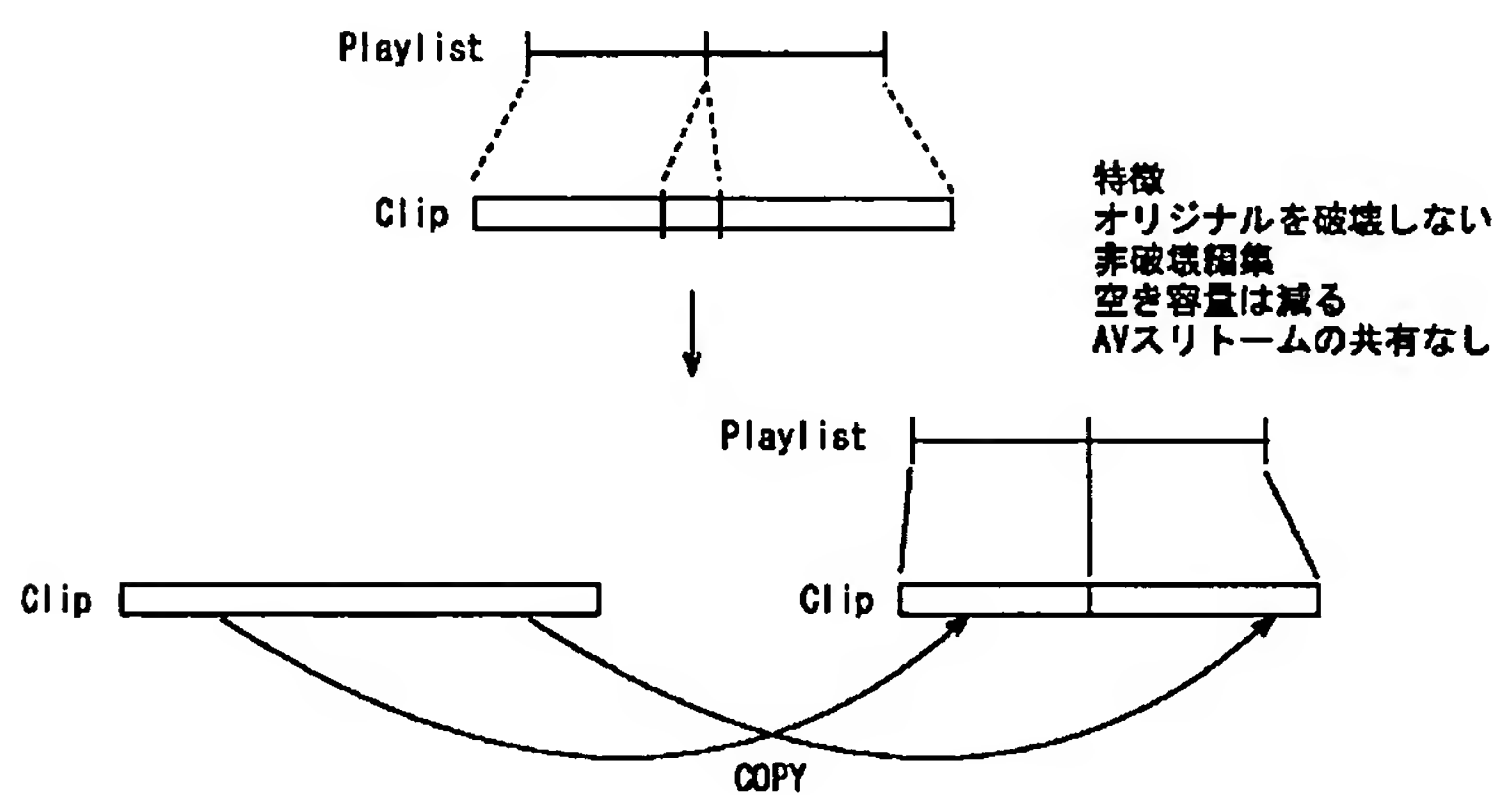 Playlist
Clip
特徴
オリジナルを破壊しない
非破壊編集
空き容量は減る
AVスリトームの共有なし
Playlist
Clip
Clip
COPY